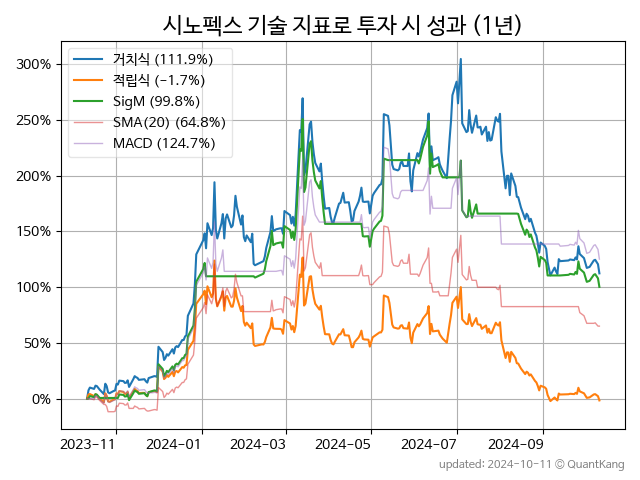 시노펙스 기술 지표로 투자 시 성과 (1년)
거치식 (111.9%)
적립식 (−1.7%)
SigM (99.8%)
SMA(20) (64.8%)
MACD (124.7%)
300%
250%
200%
150%
100%
50%
0%
2023-11
2024-01
2024-03
2024-05
2024-07
2024-09
updated: 2024-10-11 © QuantKang